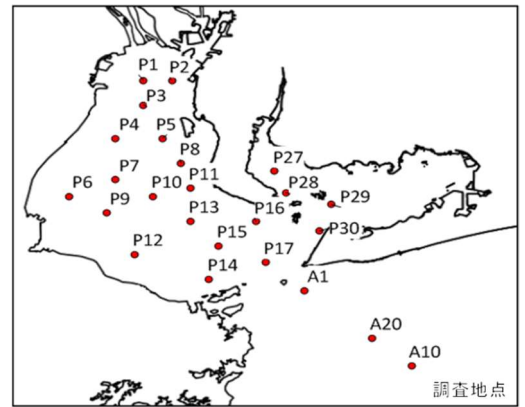 P1 P2
P3
P4 P5
P8
P27
P7
P11
P28
P6 P10
P29
P9
P13 P16
P30
P12 P15
P17
P14
A1
A20
A10
調査地点